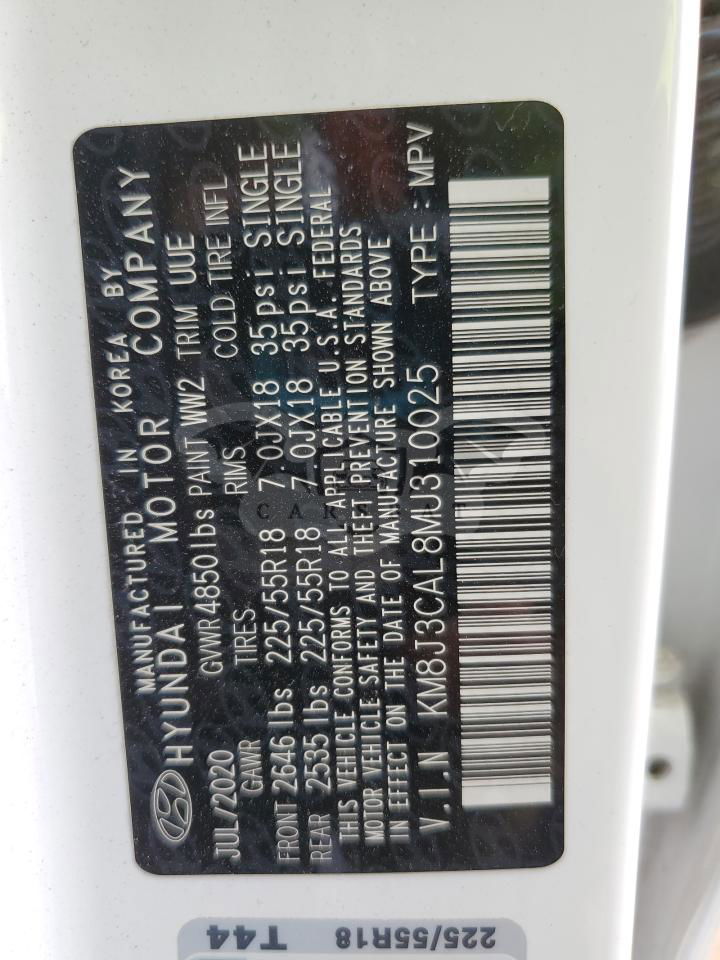 MANUFACTURED IN KOREA BY
HYUNDAI MOTOR COMPANY
JUL/2020 GVWR 4850lbs PAINT WW2 TRIM UUE
GAWR TIRES RIMS COLD TIRE INFL
FRONT 2646 lbs 225/55R18 7.0JX18 35psi SINGLE
REAR 2535 lbs 225/55R18 7.0JX18 35psi SINGLE
THIS VEHICLE CONFORMS TO ALL APPLICABLE U.S.A. FEDERAL
MOTOR VEHICLE SAFETY AND THEFT PREVENTION STANDARDS
IN EFFECT ON THE DATE OF MANUFACTURE SHOWN ABOVE
V.I.N KM8J3CAL8MU310025 TYPE : MPV
T44
225/55R18